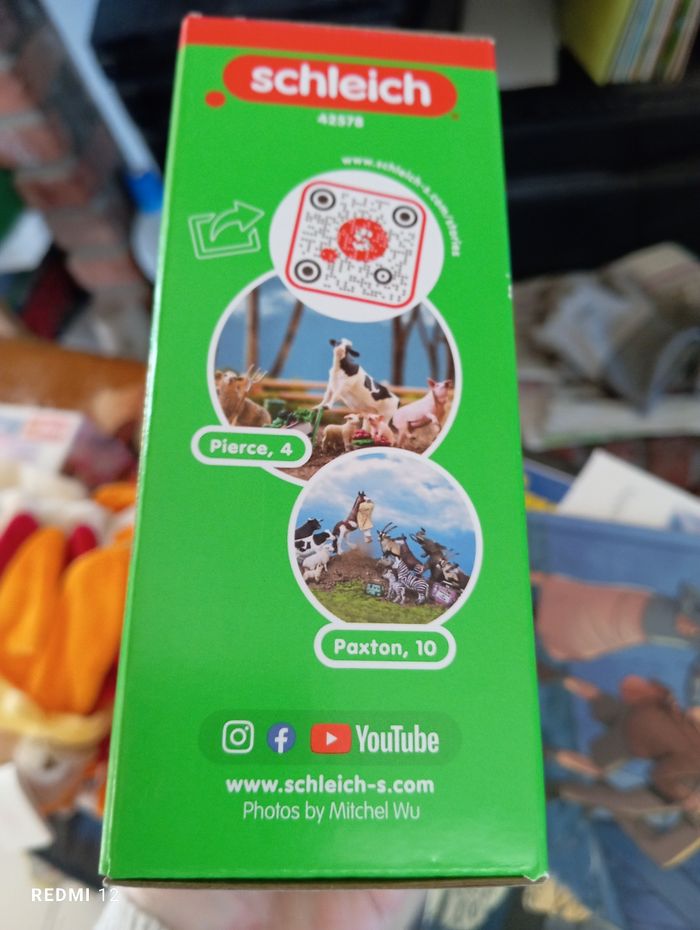 schleich
42578
www.schleich-s.com/stories
Pierce, 4
Paxton, 10
YouTube
www.schleich-s.com
Photos by Mitchel Wu
REDMI 12